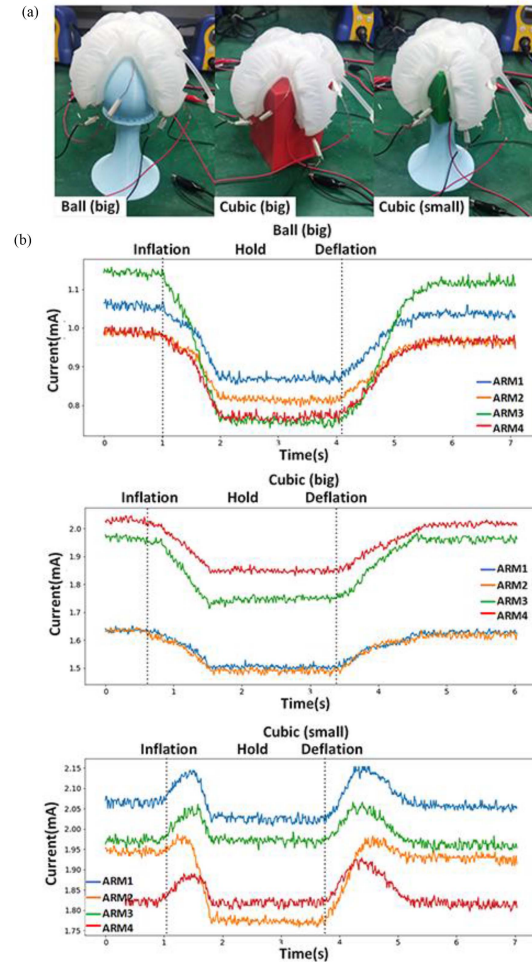 (a)
Ball (big)
Cubic (big)
Cubic (small)
(b)
Ball (big)
Inflation Hold Deflation
1.1
1.0
0.9
0.8
Current(mA)
ARM1
ARM2
ARM3
ARM4
0 1 2 3 4 5 6 7
Time(s)
Cubic (big)
Inflation Hold Deflation
2.0
1.9
1.8
1.7
1.6
1.5
Current(mA)
ARM1
ARM2
ARM3
ARM4
0 1 2 3 4 5 6
Time(s)
Cubic (small)
Inflation Hold Deflation
2.15
2.10
2.05
2.00
1.95
1.90
1.85
1.80
1.75
Current(mA)
ARM1
ARM2
ARM3
ARM4
0 1 2 3 4 5 6 7
Time(s)